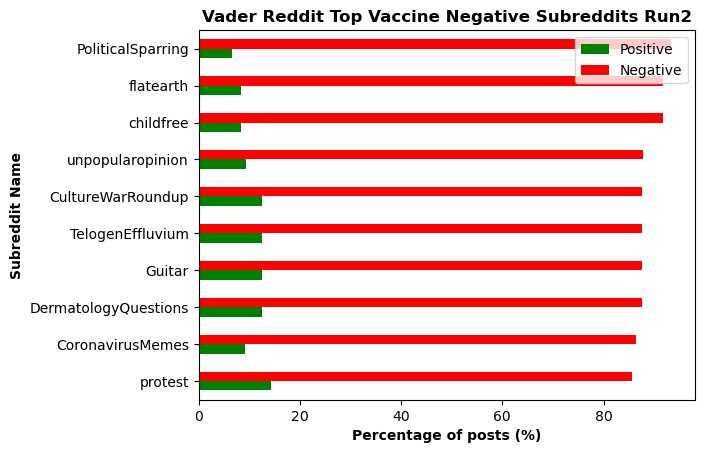 Vader Reddit Top Vaccine Negative Subreddits Run2
Positive
Negative
Subreddit Name
PoliticalSparring
flatearth
childfree
unpopularopinion
CultureWarRoundup
TelogenEffluvium
Guitar
DermatologyQuestions
CoronavirusMemes
protest
0 20 40 60 80
Percentage of posts (%)